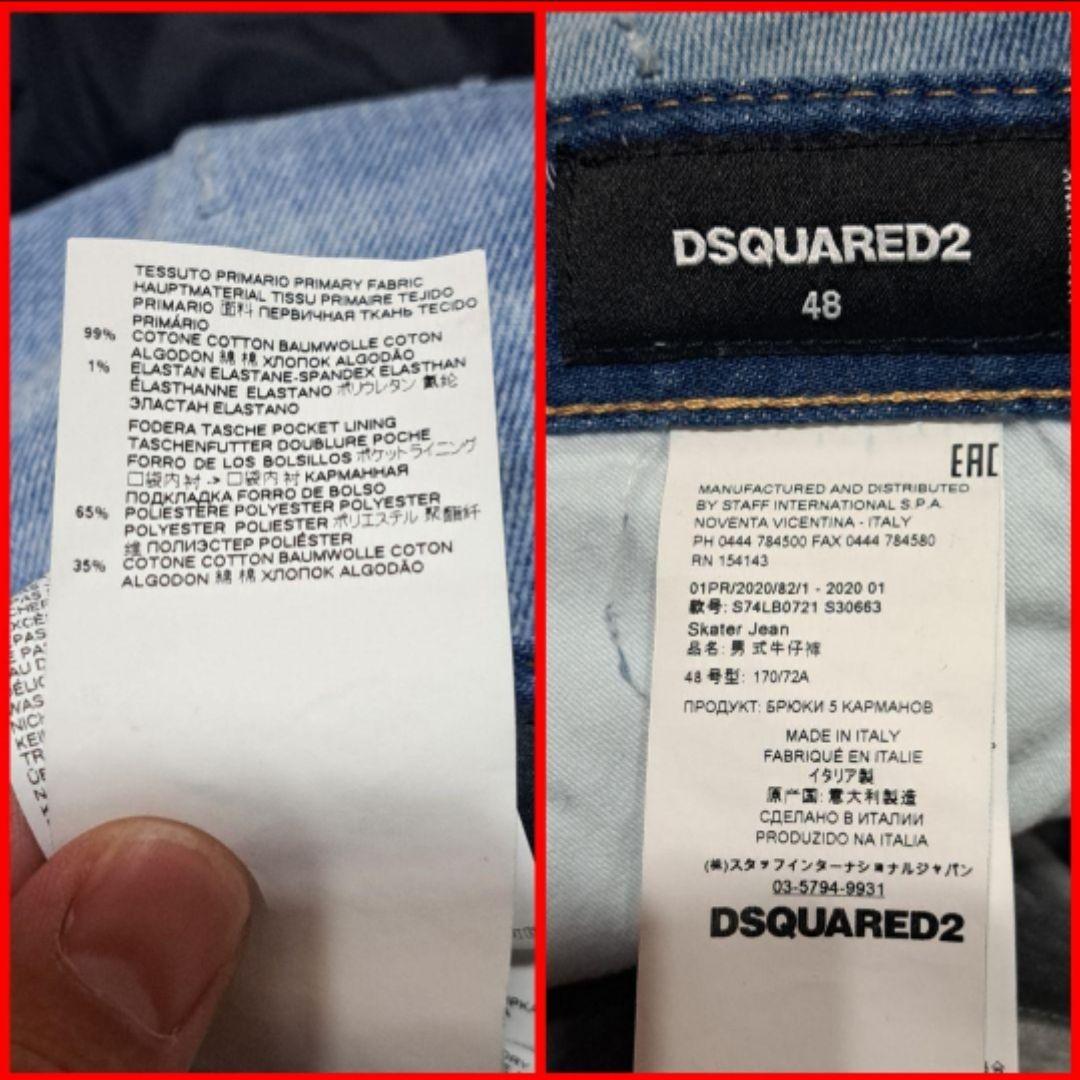 TESSUTO PRIMARIO PRIMARY FABRIC
HAUPTMATERIAL TISSU PRIMAIRE TEJIDO
PRIMARIO 面料 ПЕРВИЧНАЯ ТКАНЬ TECIDO
PRIMÁRIO
99% COTONE COTTON BAUMWOLLE COTON
ALGODON 綿 棉 ХЛОПОК ALGODÃO
1% ELASTAN ELASTANE-SPANDEX ELASTHAN
ÉLASTHANNE ELASTANO ポリウレタン 氨纶
ЭЛАСТАН ELASTANO
FODERA TASCHE POCKET LINING
TASCHENFUTTER DOUBLURE POCHE
FORRO DE LOS BOLSILLOS ポケットライニング
口袋内衬 -> 口袋内衬 КАРМАННАЯ
ПОДКЛАДКА FORRO DE BOLSO
65% POLIESTERE POLYESTER POLYESTER
POLYESTER POLIESTER ポリエステル 聚酯纤
维 ПОЛИЭСТЕР POLIÉSTER
35% COTONE COTTON BAUMWOLLE COTON
ALGODON 綿 棉 ХЛОПОК ALGODÃO
DSQUARED2
48
EAC
MANUFACTURED AND DISTRIBUTED
BY STAFF INTERNATIONAL S.P.A.
NOVENTA VICENTINA - ITALY
PH 0444 784500 FAX 0444 784580
RN 154143
01PR/2020/82/1 - 2020 01
款号: S74LB0721 S30663
Skater Jean
品名: 男式牛仔裤
48 号型: 170/72A
ПРОДУКТ: БРЮКИ 5 КАРМАНОВ
MADE IN ITALY
FABRIQUÉ EN ITALIE
イタリア製
原产国: 意大利製造
СДЕЛАНО В ИТАЛИИ
PRODUZIDO NA ITALIA
(株)スタッフインターナショナルジャパン
03-5794-9931
DSQUARED2